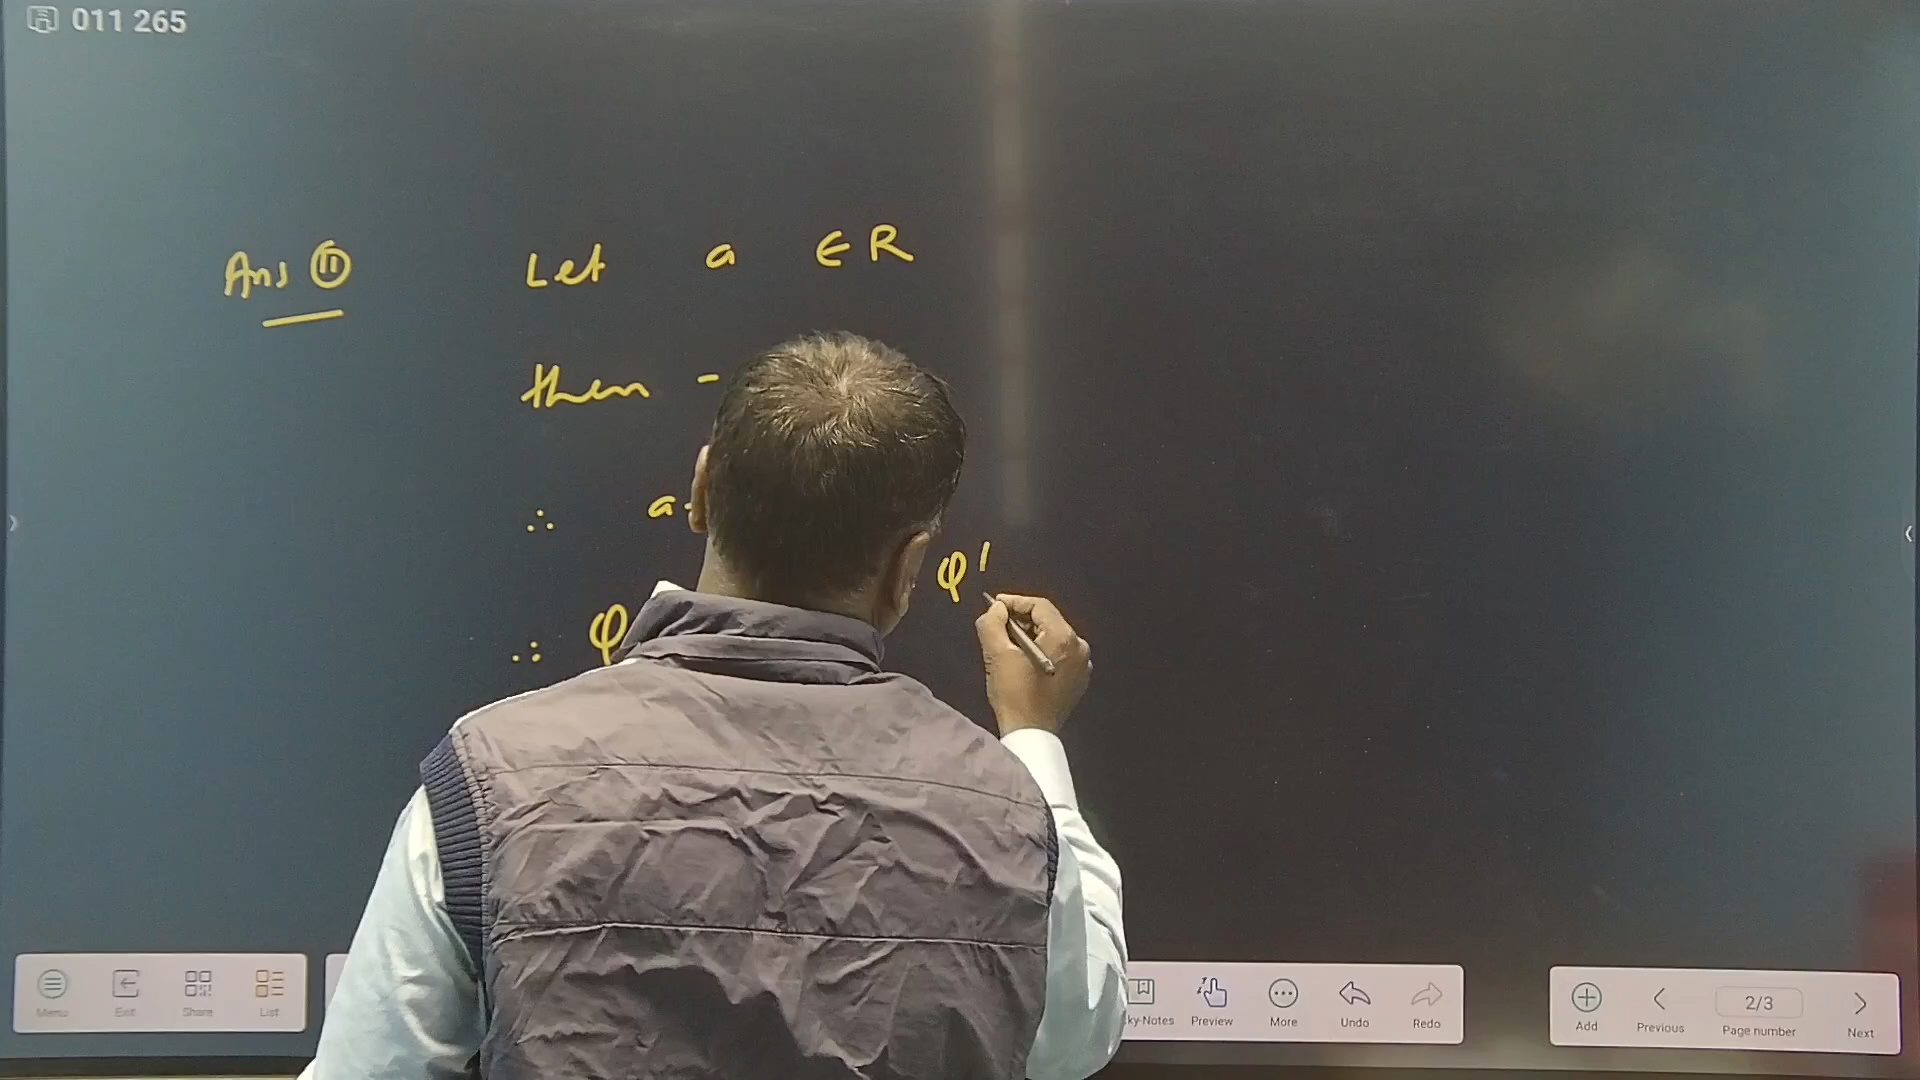 011 265
Ans ⑪ Let a ∈ R
then -
∴ a
φ'
∴ φ
Menu Exit Share List
ky-Notes Preview More Undo Redo
Add Previous 2/3 Page number Next